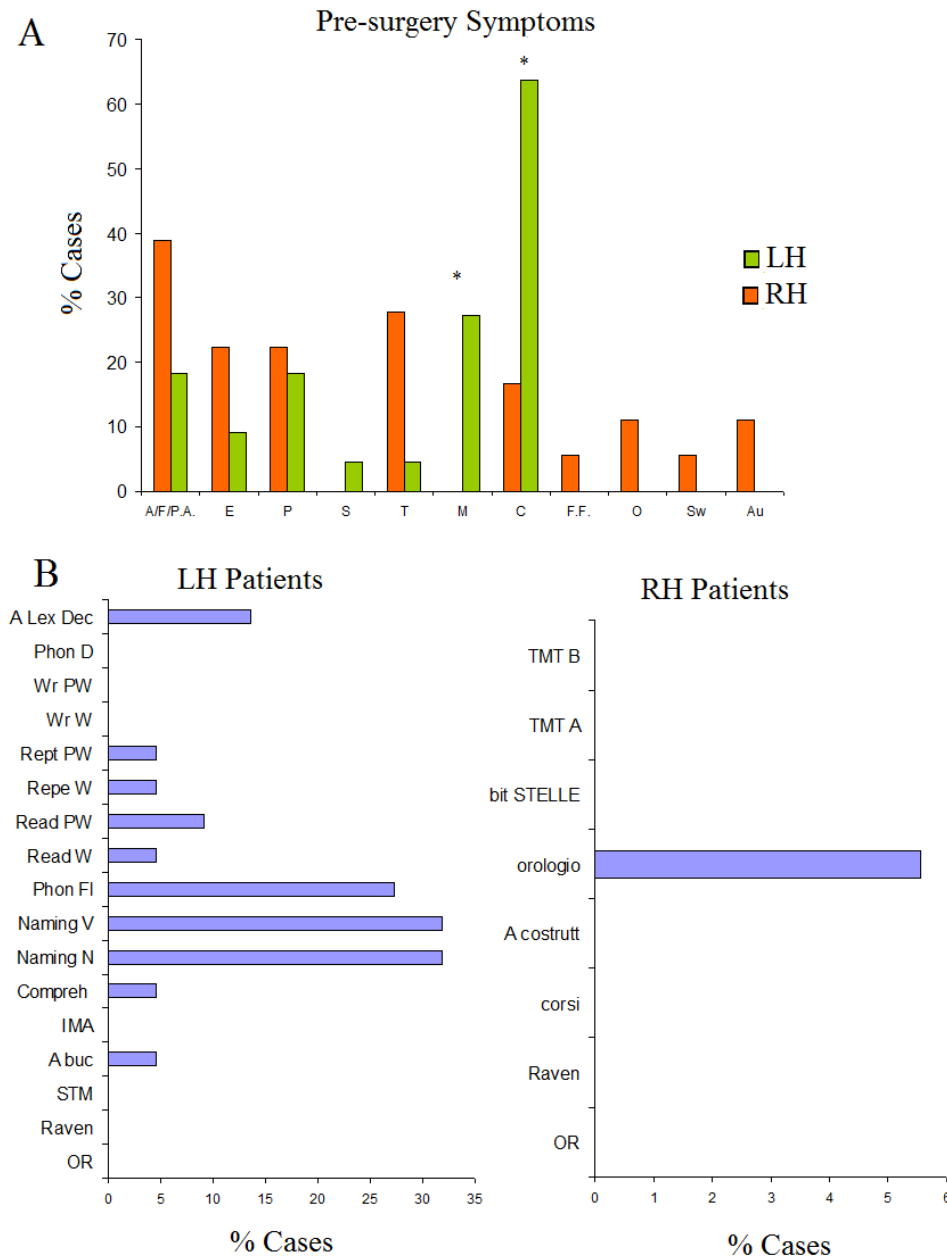 A
Pre-surgery Symptoms
70
60
50
40
30
20
10
0
% Cases
*
*
LH
RH
A/F/P.A. E P S T M C F.F. O Sw Au
B
LH Patients
A Lex Dec
Phon D
Wr PW
Wr W
Rept PW
Repe W
Read PW
Read W
Phon Fl
Naming V
Naming N
Compreh
IMA
A buc
STM
Raven
OR
0 5 10 15 20 25 30 35
% Cases
RH Patients
TMT B
TMT A
bit STELLE
orologio
A costrutt
corsi
Raven
OR
0 1 2 3 4 5 6
% Cases